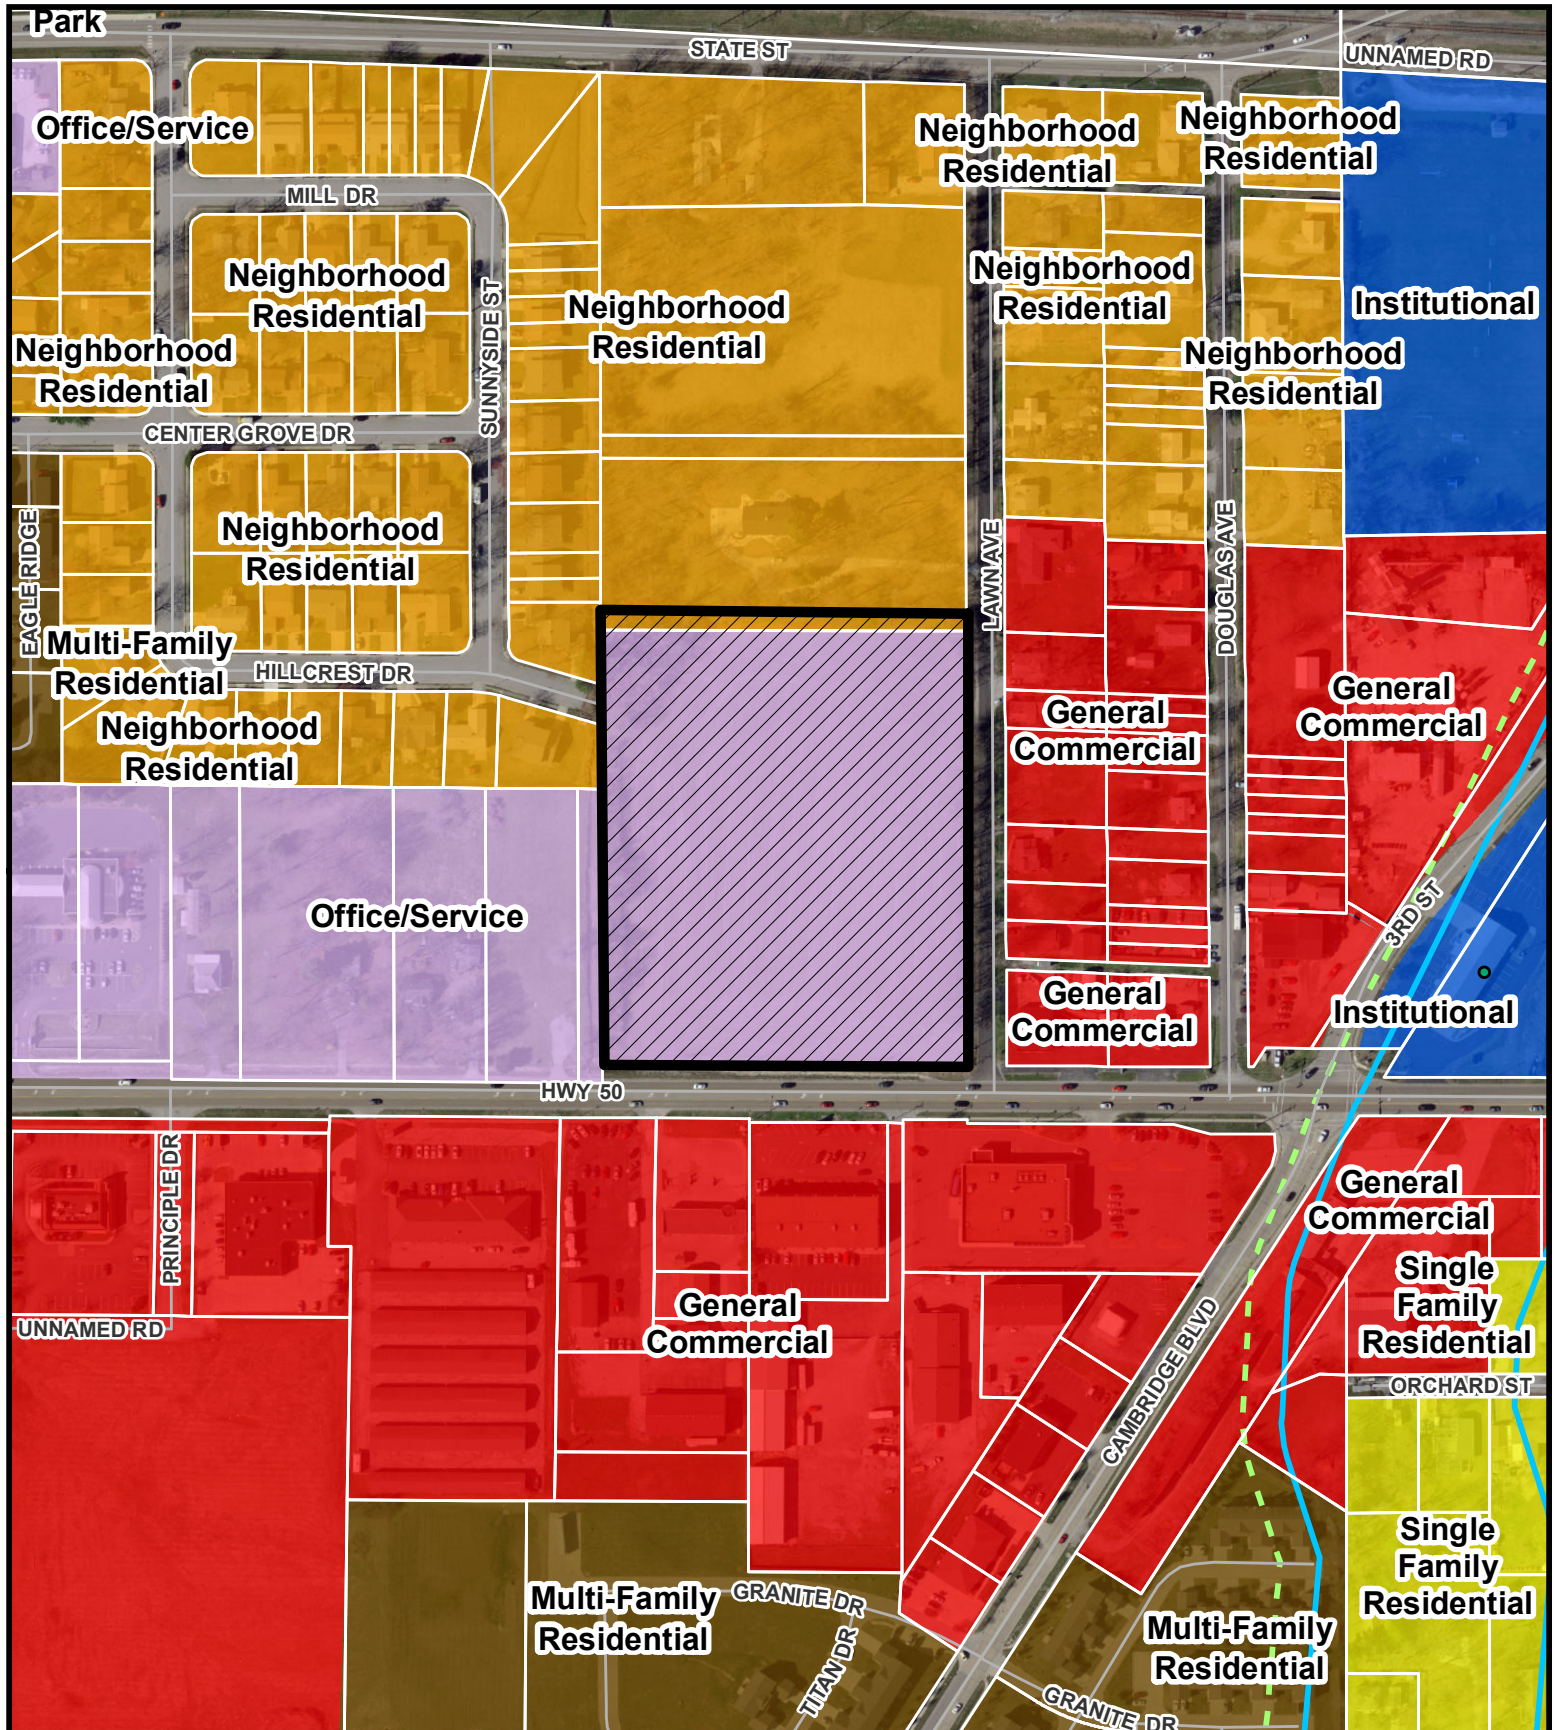 Park
STATE ST
UNNAMED RD
Office/Service
Neighborhood
Residential
Neighborhood
Residential
MILL DR
Neighborhood
Residential
SUNNYSIDE ST
Neighborhood
Residential
Neighborhood
Residential
Institutional
Neighborhood
Residential
Neighborhood
Residential
CENTER GROVE DR
EAGLE RIDGE
Neighborhood
Residential
LAWN AVE
DOUGLAS AVE
Multi-Family
Residential
HILLCREST DR
Neighborhood
Residential
General
Commercial
General
Commercial
Office/Service
3RD ST
General
Commercial
Institutional
HWY 50
PRINCIPLE DR
General
Commercial
Single
Family
Residential
UNNAMED RD
General
Commercial
CAMBRIDGE BLVD
ORCHARD ST
Single
Family
Residential
Multi-Family
Residential
GRANITE DR
TITAN DR
Multi-Family
Residential
GRANITE DR